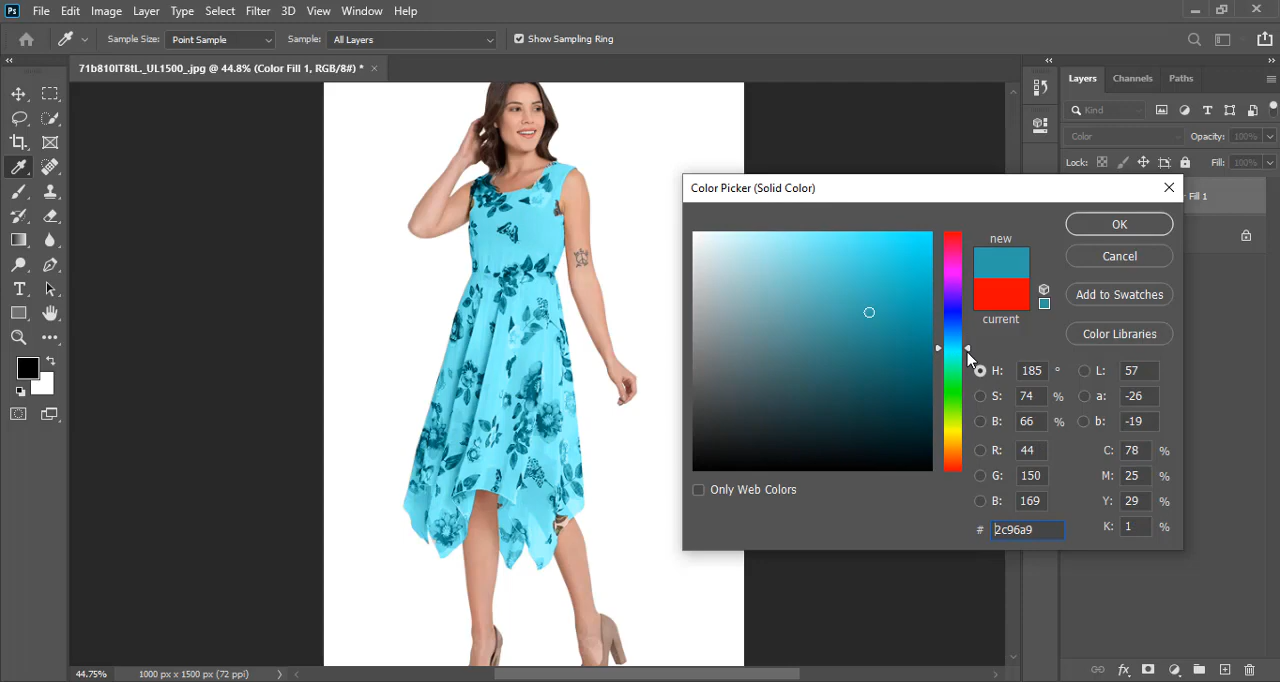 Ps File Edit Image Layer Type Select Filter 3D View Window Help
Sample Size: Point Sample Sample: All Layers Show Sampling Ring
71b810IT8tL._UL1500_.jpg @ 44.8% (Color Fill 1, RGB/8#) *
Layers Channels Paths
Kind
Color Opacity: 100%
Lock: Fill: 100%
Fill 1
Color Picker (Solid Color)
new
current
OK
Cancel
Add to Swatches
Color Libraries
H: 185 ° L: 57
S: 74 % a: -26
B: 66 % b: -19
R: 44 C: 78 %
G: 150 M: 25 %
B: 169 Y: 29 %
# 2c96a9 K: 1 %
Only Web Colors
44.75% 1000 px x 1500 px (72 ppi)